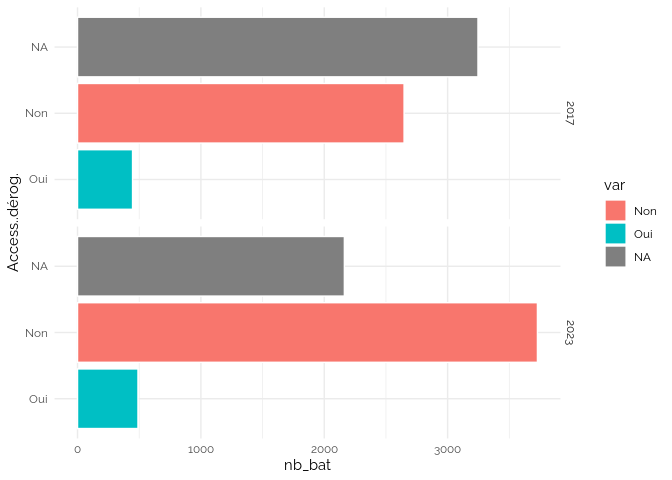 Access.dérog.
NA
Non
Oui
2017
NA
Non
Oui
2023
0 1000 2000 3000
nb_bat
var
Non
Oui
NA